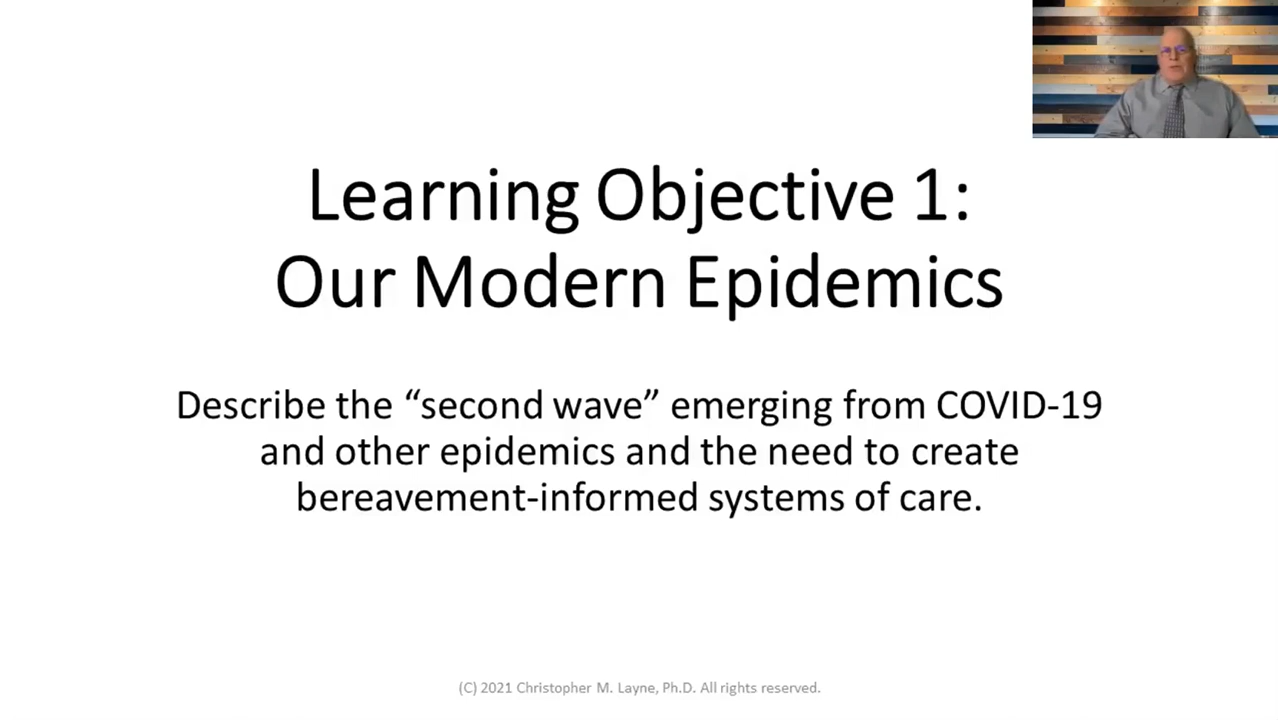 Learning Objective 1:
Our Modern Epidemics
Describe the “second wave” emerging from COVID-19
and other epidemics and the need to create
bereavement-informed systems of care.
(C) 2021 Christopher M. Layne, Ph.D. All rights reserved.